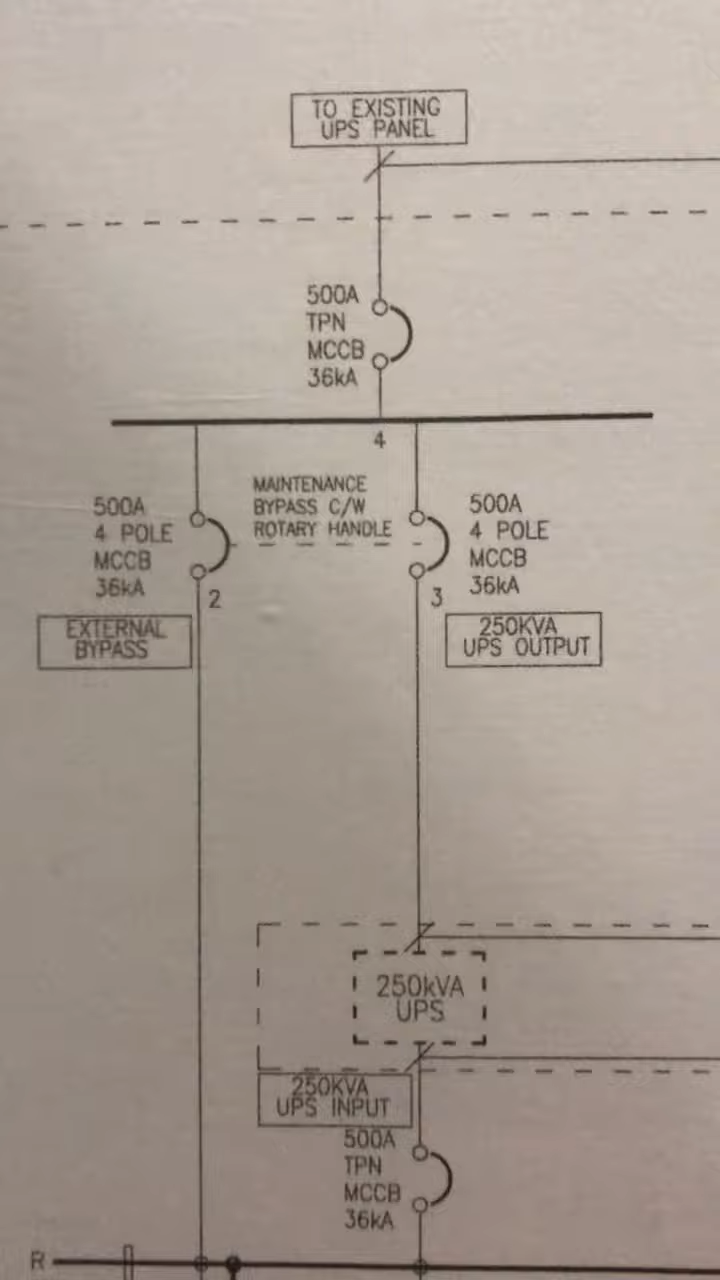 TO EXISTING
UPS PANEL
500A
TPN
MCCB
36kA
4
MAINTENANCE
BYPASS C/W
ROTARY HANDLE
500A
4 POLE
MCCB
36kA
2
EXTERNAL
BYPASS
500A
4 POLE
MCCB
36kA
3
250KVA
UPS OUTPUT
250kVA
UPS
250KVA
UPS INPUT
500A
TPN
MCCB
36kA
R